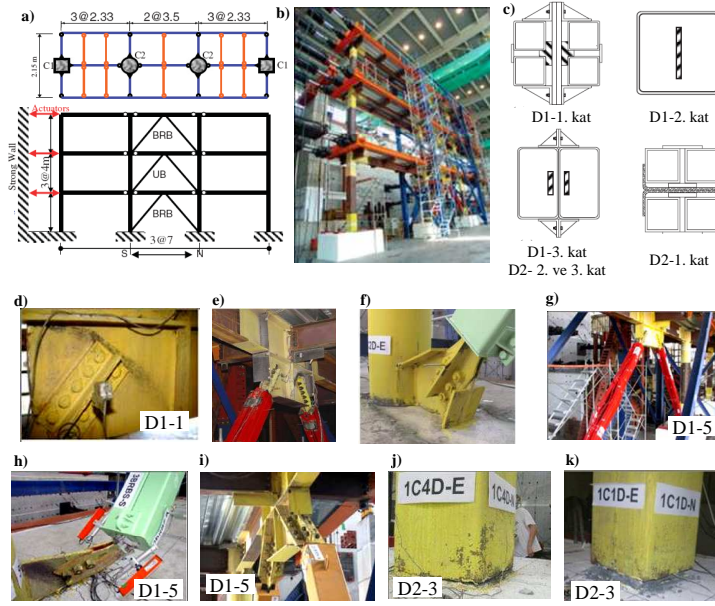 a)
3@2.33
2@3.5
3@2.33
2.15 m
C1
C2
C2
C1
Actuators
Strong Wall
3@4m
BRB
UB
BRB
3@7
S
N
b)
c)
D1-1. kat
D1-2. kat
D1-3. kat
D2- 2. ve 3. kat
D2-1. kat
d)
D1-1
e)
f)
2D-E
g)
D1-5
h)
3BRBS-S
D1-5
i)
D1-5
j)
1C4D-E
1C4D-N
D2-3
k)
1C1D-E
1C1D-N
D2-3